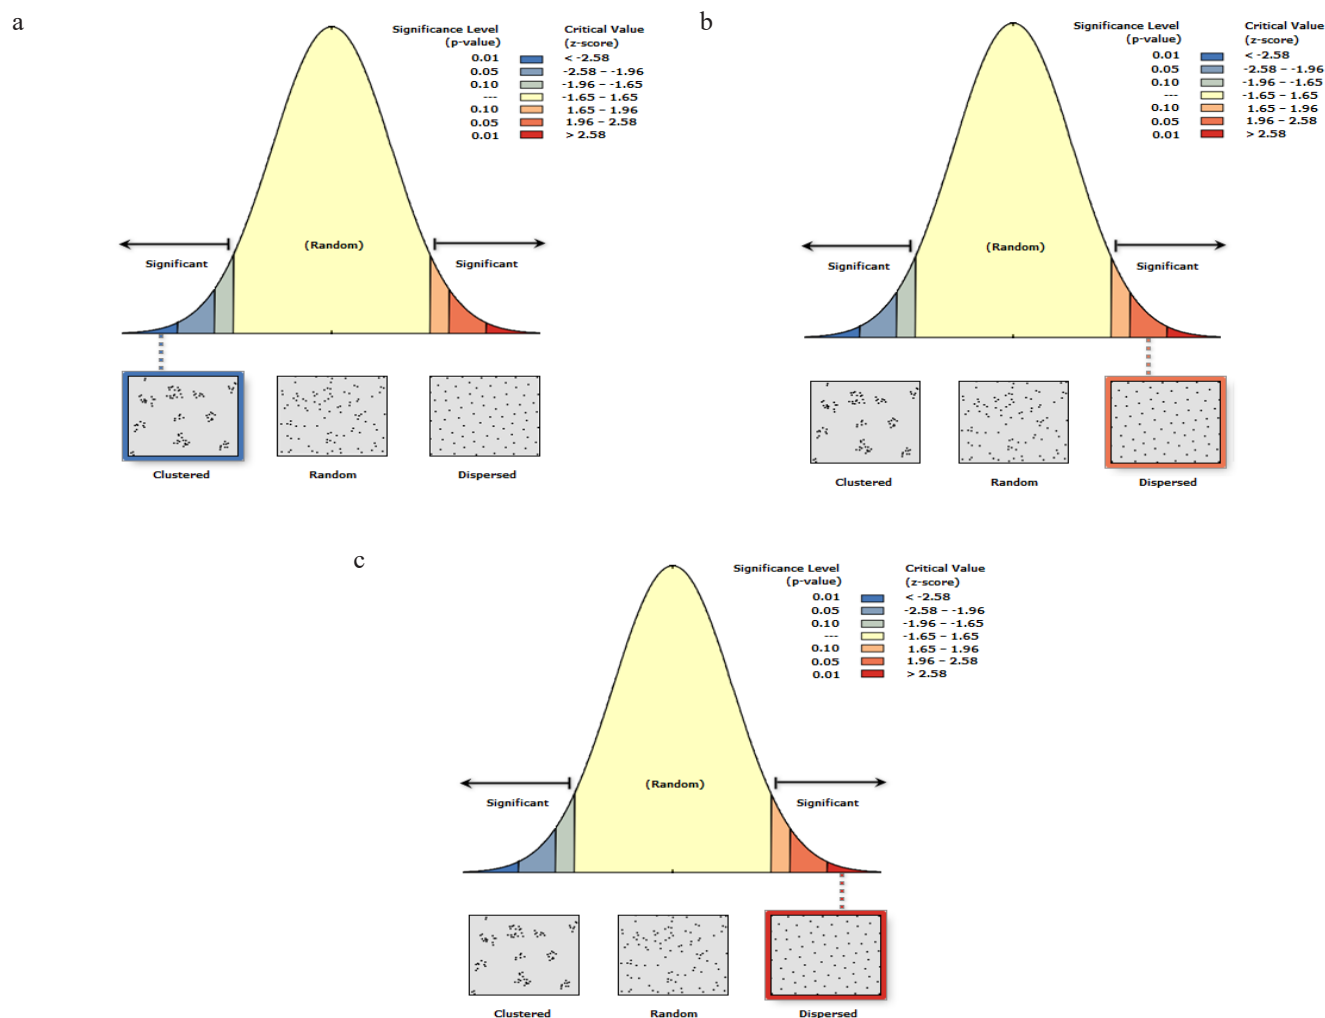 a
Significance Level
(p-value)
Critical Value
(z-score)
0.01 < -2.58
0.05 -2.58 – -1.96
0.10 -1.96 – -1.65
--- -1.65 – 1.65
0.10 1.65 – 1.96
0.05 1.96 – 2.58
0.01 > 2.58
Significant
(Random)
Significant
Clustered
Random
Dispersed
b
Significance Level
(p-value)
Critical Value
(z-score)
0.01 < -2.58
0.05 -2.58 – -1.96
0.10 -1.96 – -1.65
--- -1.65 – 1.65
0.10 1.65 – 1.96
0.05 1.96 – 2.58
0.01 > 2.58
Significant
(Random)
Significant
Clustered
Random
Dispersed
c
Significance Level
(p-value)
Critical Value
(z-score)
0.01 < -2.58
0.05 -2.58 – -1.96
0.10 -1.96 – -1.65
--- -1.65 – 1.65
0.10 1.65 – 1.96
0.05 1.96 – 2.58
0.01 > 2.58
Significant
(Random)
Significant
Clustered
Random
Dispersed